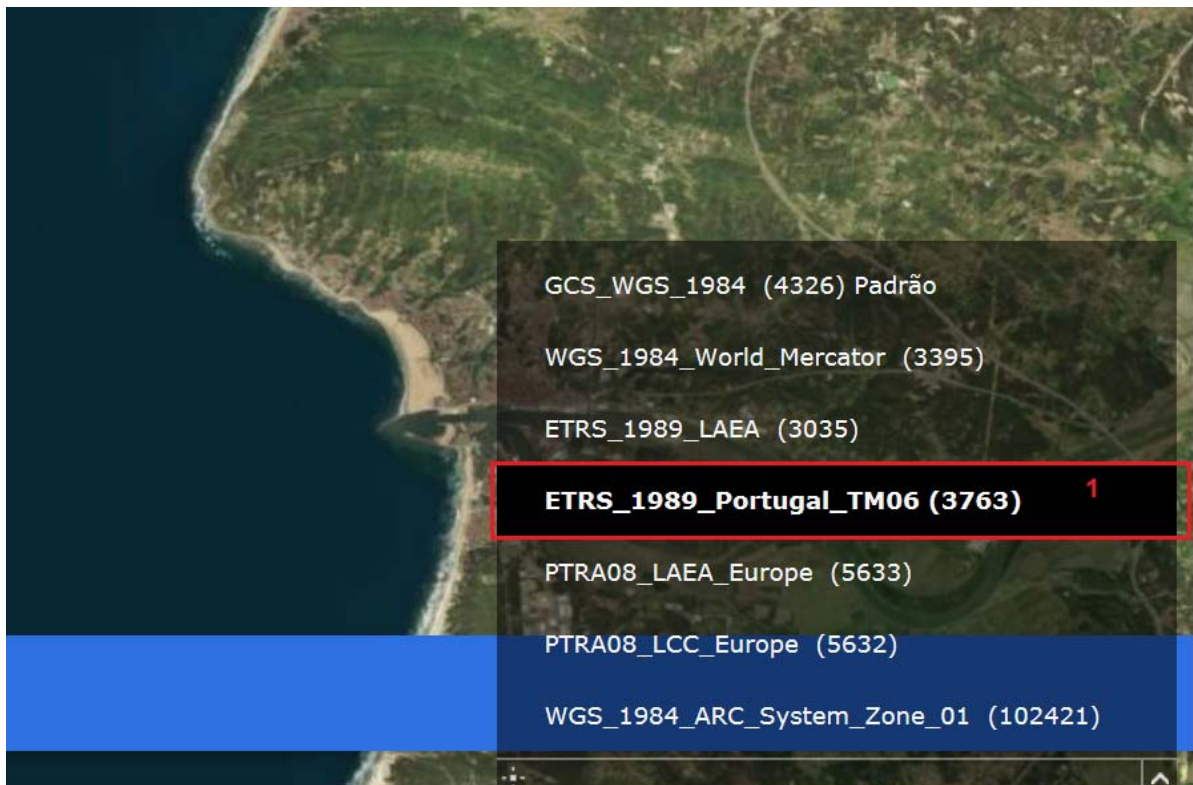 GCS_WGS_1984 (4326) Padrão
WGS_1984_World_Mercator (3395)
ETRS_1989_LAEA (3035)
ETRS_1989_Portugal_TM06 (3763) 1
PTRA08_LAEA_Europe (5633)
PTRA08_LCC_Europe (5632)
WGS_1984_ARC_System_Zone_01 (102421)